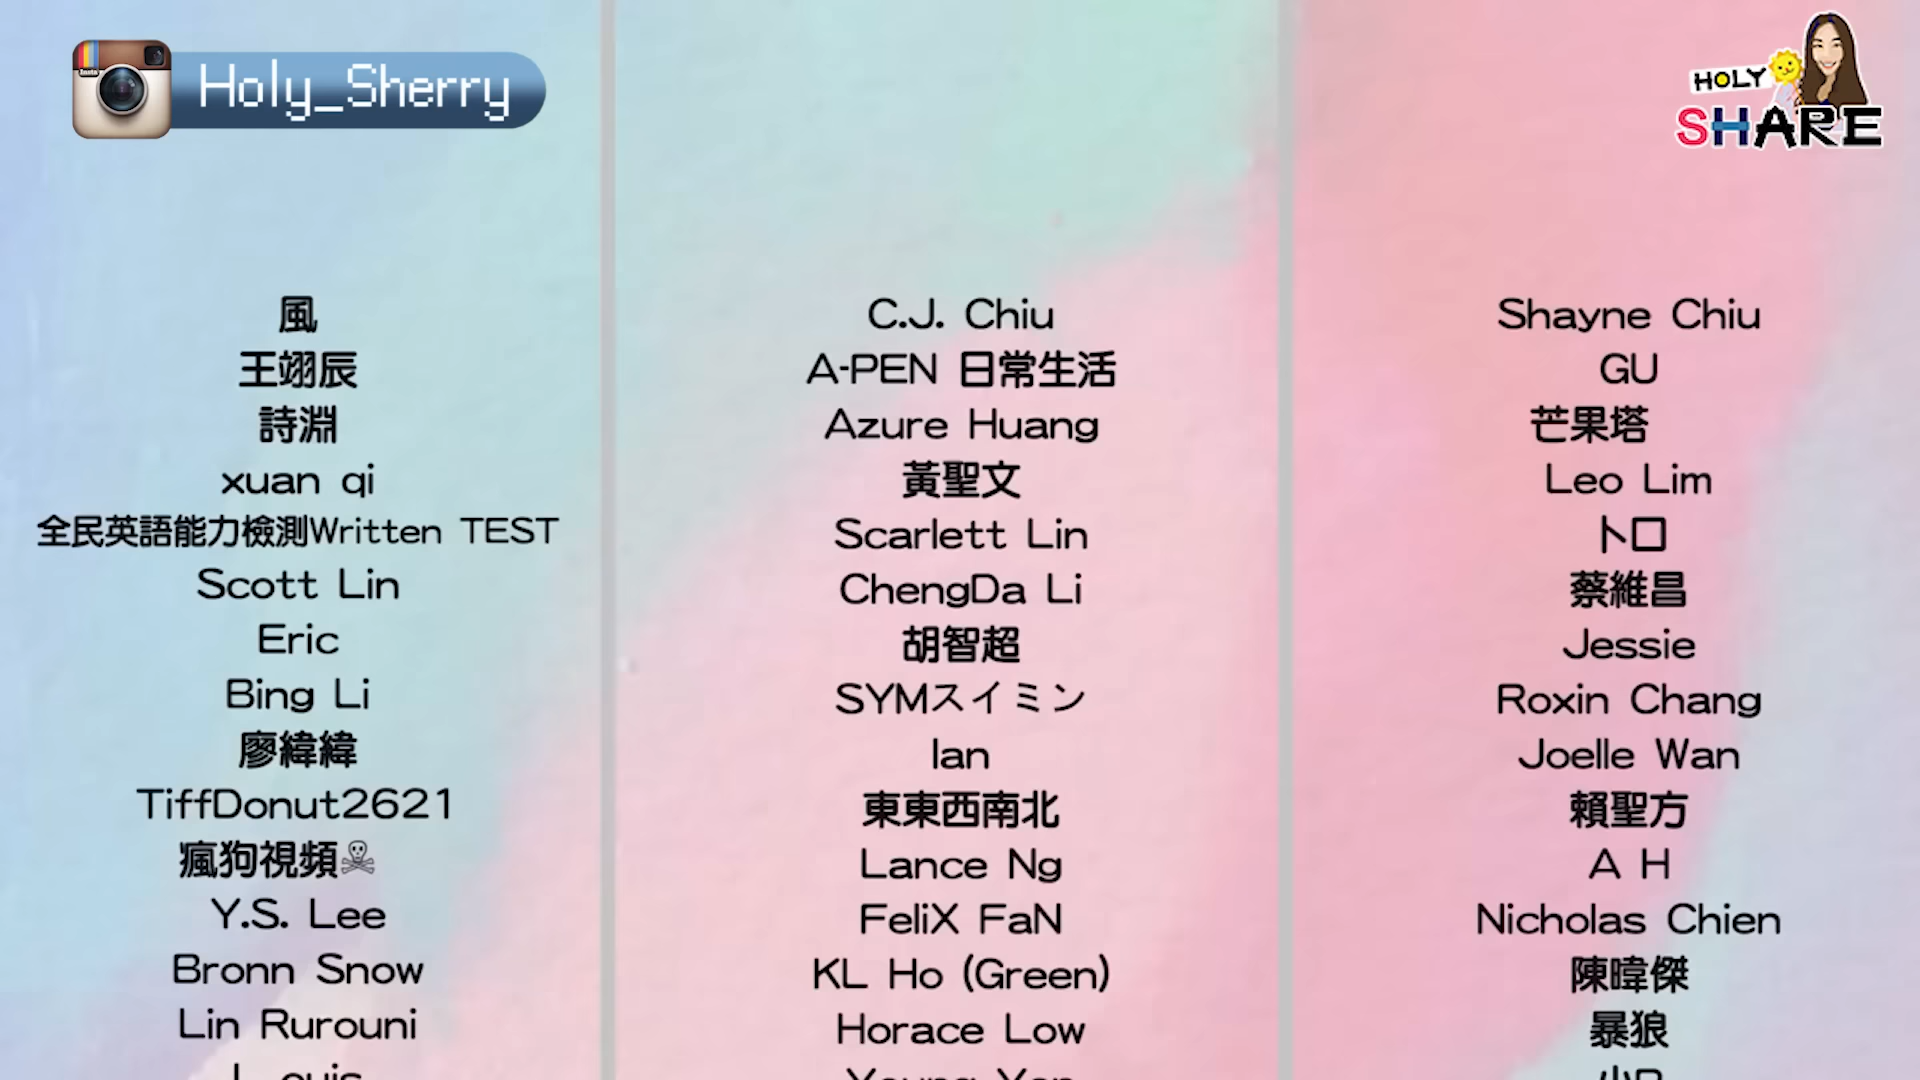 Insta
Holy_Sherry
HOLY
SHARE
風
王翊辰
詩淵
xuan qi
全民英語能力檢測Written TEST
Scott Lin
Eric
Bing Li
廖緯緯
TiffDonut2621
瘋狗視頻☠
Y.S. Lee
Bronn Snow
Lin Rurouni
C.J. Chiu
A-PEN 日常生活
Azure Huang
黃聖文
Scarlett Lin
ChengDa Li
胡智超
SYMスイミン
Ian
東東西南北
Lance Ng
FeliX FaN
KL Ho (Green)
Horace Low
Shayne Chiu
GU
芒果塔
Leo Lim
卜口
蔡維昌
Jessie
Roxin Chang
Joelle Wan
賴聖方
A H
Nicholas Chien
陳暐傑
暴狼